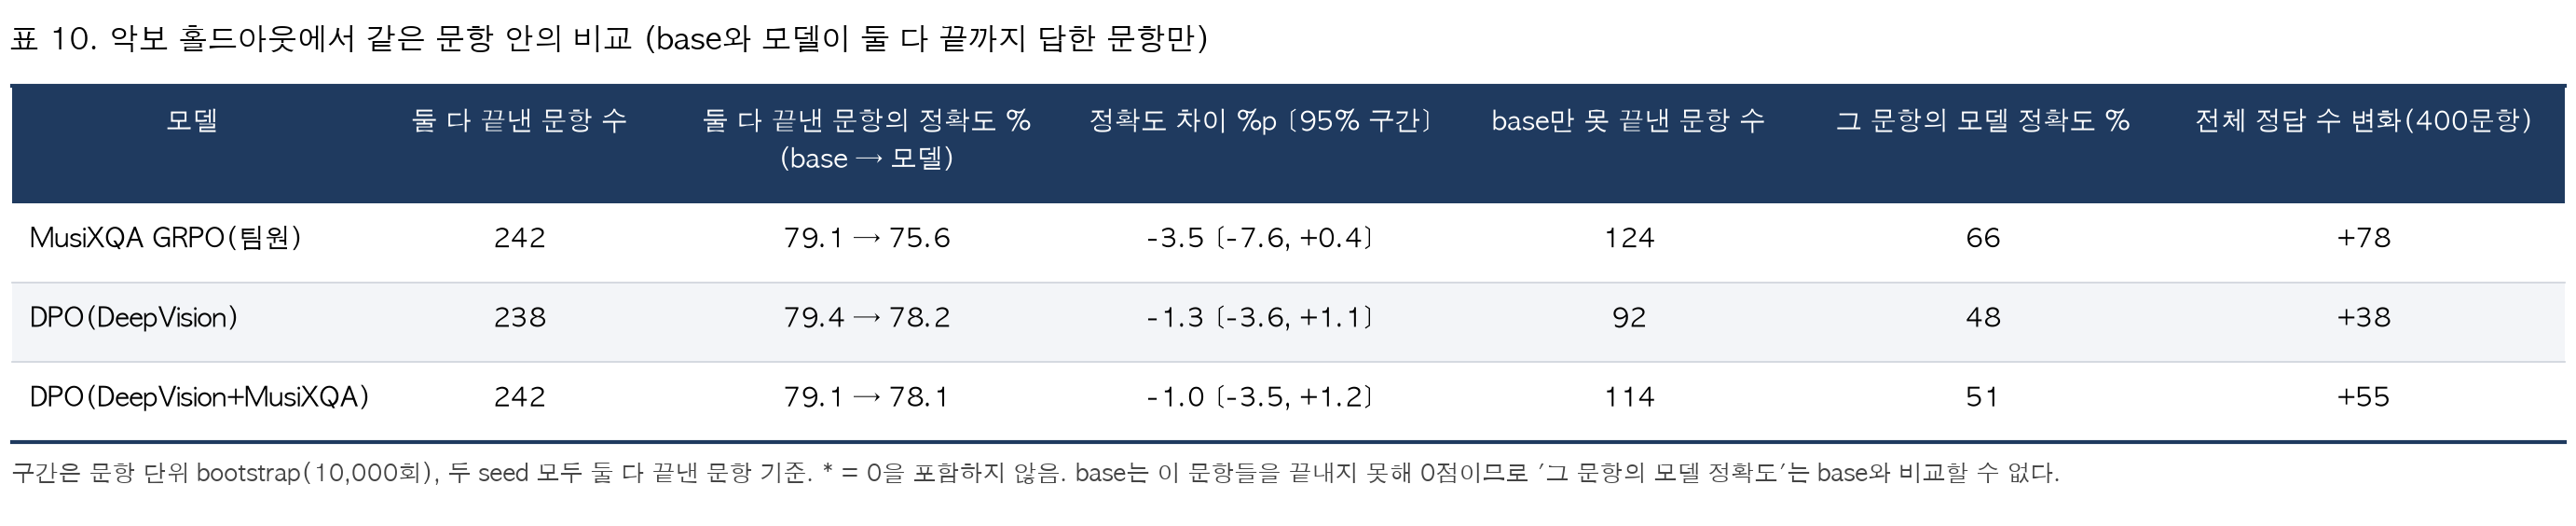 표 10. 악보 홀드아웃에서 같은 문항 안의 비교 (base와 모델이 둘 다 끝까지 답한 문항만)
모델 둘 다 끝낸 문항 수 둘 다 끝낸 문항의 정확도 % 정확도 차이 %p [95% 구간] base만 못 끝낸 문항 수 그 문항의 모델 정확도 % 전체 정답 수 변화(400문항)
(base → 모델)
MusiXQA GRPO(팀원) 242 79.1 → 75.6 -3.5 [-7.6, +0.4] 124 66 +78
DPO(DeepVision) 238 79.4 → 78.2 -1.3 [-3.6, +1.1] 92 48 +38
DPO(DeepVision+MusiXQA) 242 79.1 → 78.1 -1.0 [-3.5, +1.2] 114 51 +55
구간은 문항 단위 bootstrap(10,000회), 두 seed 모두 둘 다 끝낸 문항 기준. * = 0을 포함하지 않음. base는 이 문항들을 끝내지 못해 0점이므로 '그 문항의 모델 정확도'는 base와 비교할 수 없다.